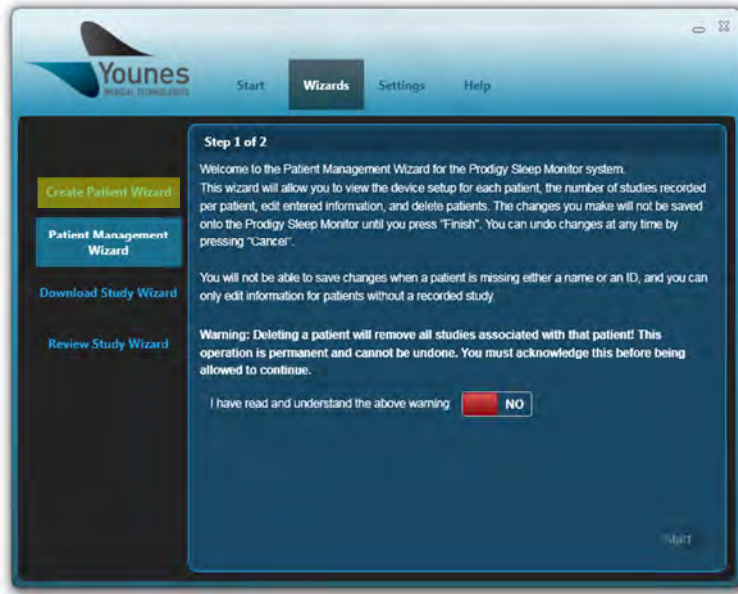 Younes
MEDICAL TECHNOLOGIES
Start
Wizards
Settings
Help
Create Patient Wizard
Patient Management
Wizard
Download Study Wizard
Review Study Wizard
Step 1 of 2
Welcome to the Patient Management Wizard for the Prodigy Sleep Monitor system.
This wizard will allow you to view the device setup for each patient, the number of studies recorded
per patient, edit entered information, and delete patients. The changes you make will not be saved
onto the Prodigy Sleep Monitor until you press "Finish". You can undo changes at any time by
pressing "Cancel".
You will not be able to save changes when a patient is missing either a name or an ID, and you can
only edit information for patients without a recorded study.
Warning: Deleting a patient will remove all studies associated with that patient! This
operation is permanent and cannot be undone. You must acknowledge this before being
allowed to continue.
I have read and understand the above warning
NO
Start